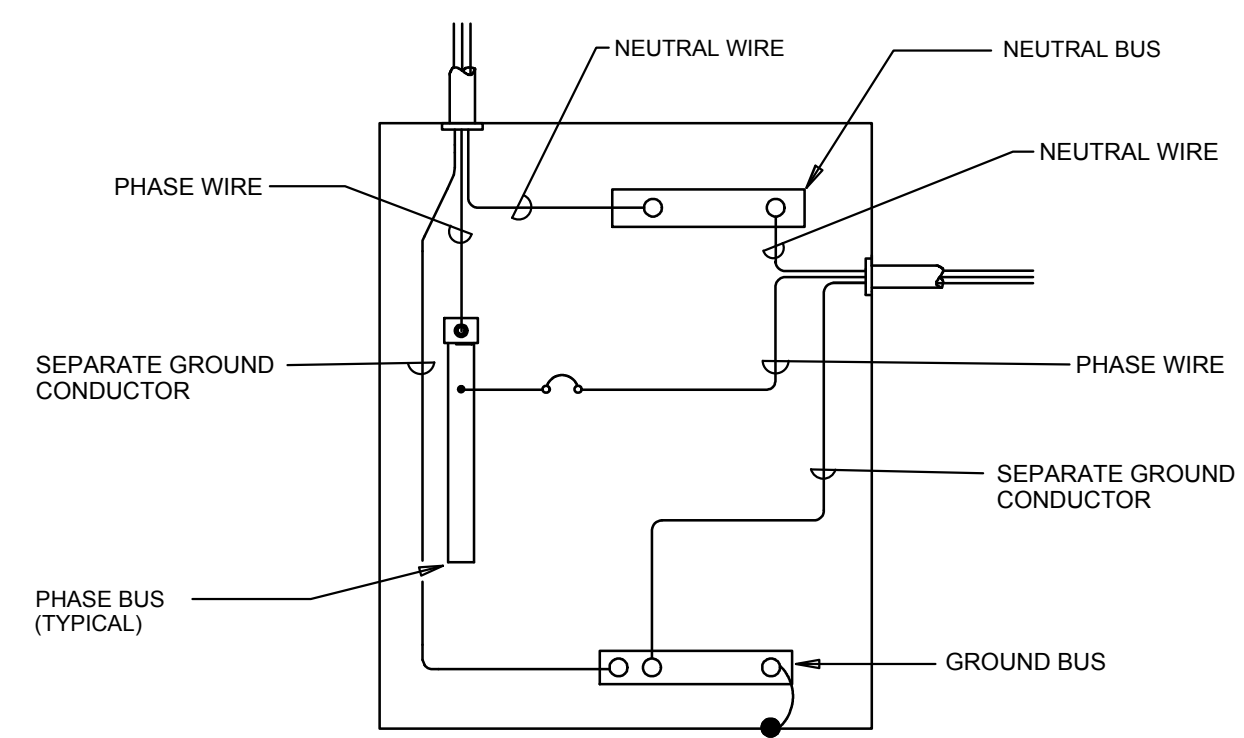 NEUTRAL WIRE
NEUTRAL BUS
NEUTRAL WIRE
PHASE WIRE
SEPARATE GROUND
CONDUCTOR
PHASE WIRE
SEPARATE GROUND
CONDUCTOR
PHASE BUS
(TYPICAL)
GROUND BUS